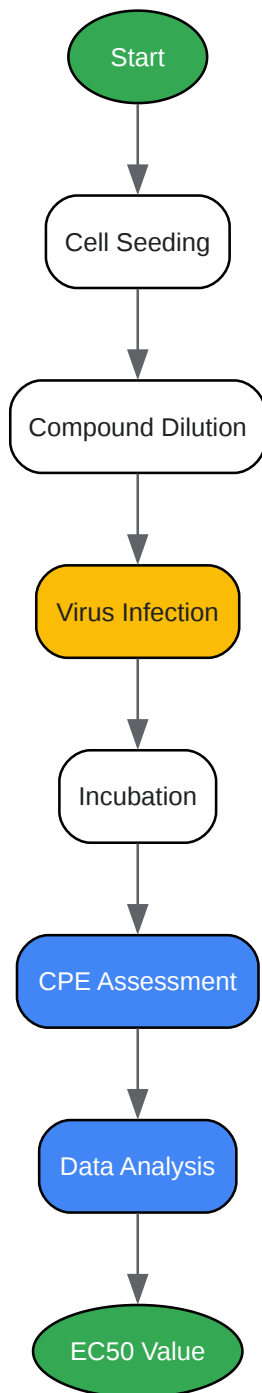 Start
Cell Seeding
Compound Dilution
Virus Infection
Incubation
CPE Assessment
Data Analysis
EC50 Value